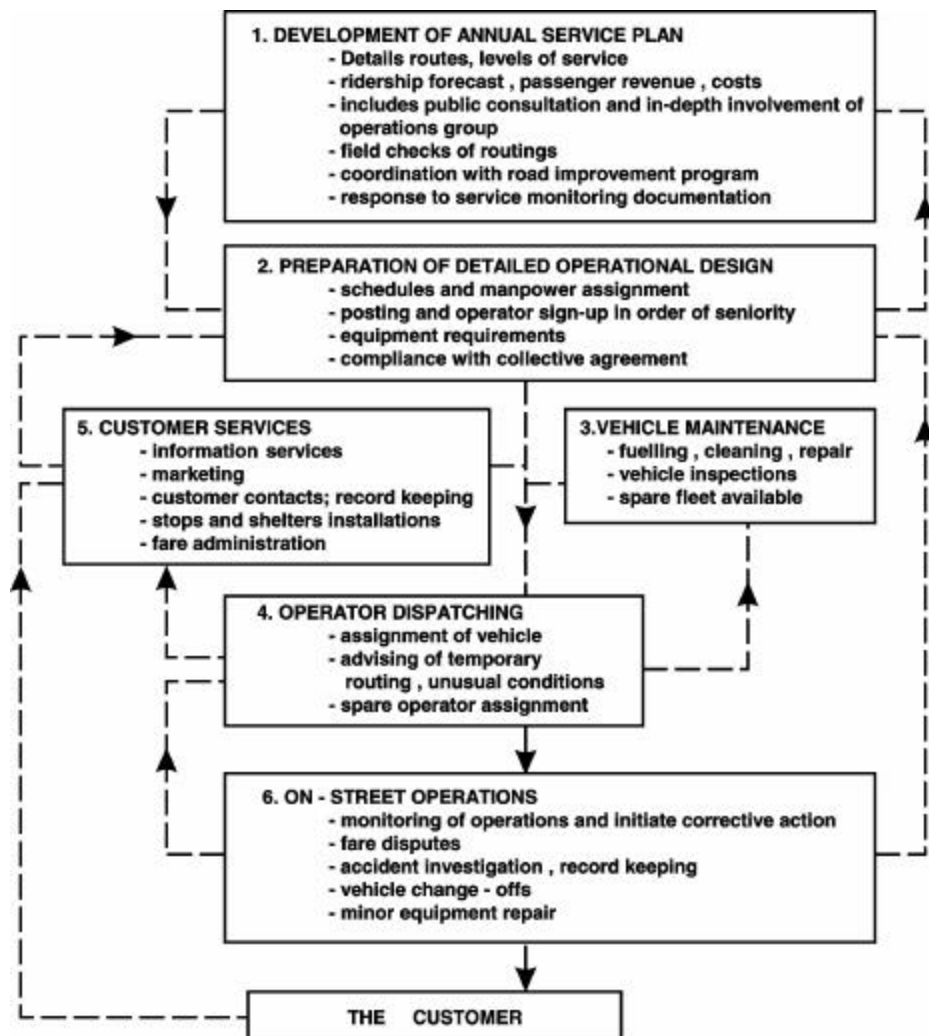 1. DEVELOPMENT OF ANNUAL SERVICE PLAN
- Details routes, levels of service
- ridership forecast , passenger revenue , costs
- includes public consultation and in-depth involvement of
operations group
- field checks of routings
- coordination with road improvement program
- response to service monitoring documentation
2. PREPARATION OF DETAILED OPERATIONAL DESIGN
- schedules and manpower assignment
- posting and operator sign-up in order of seniority
- equipment requirements
- compliance with collective agreement
5. CUSTOMER SERVICES
- information services
- marketing
- customer contacts; record keeping
- stops and shelters installations
- fare administration
3.VEHICLE MAINTENANCE
- fuelling , cleaning , repair
- vehicle inspections
- spare fleet available
4. OPERATOR DISPATCHING
- assignment of vehicle
- advising of temporary
routing , unusual conditions
- spare operator assignment
6. ON - STREET OPERATIONS
- monitoring of operations and initiate corrective action
- fare disputes
- accident investigation , record keeping
- vehicle change - offs
- minor equipment repair
THE CUSTOMER